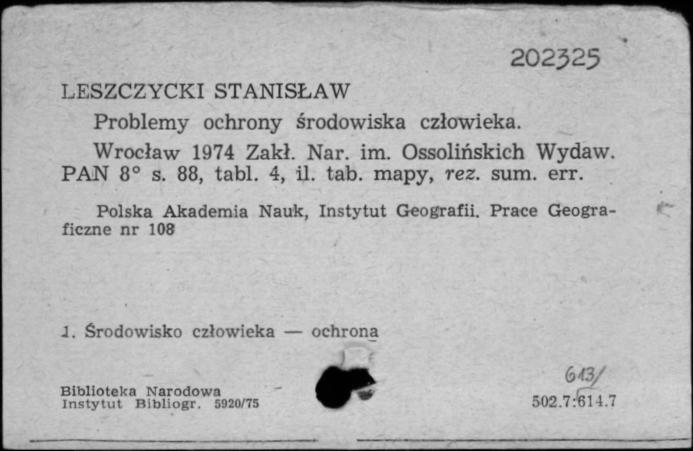 202325
LESZCZYCKI STANISŁAW
Problemy ochrony środowiska człowieka.
Wrocław 1974 Zakł. Nar. im. Ossolińskich Wydaw.
PAN 8° s. 88, tabl. 4, il. tab. mapy, rez. sum. err.
Polska Akademia Nauk, Instytut Geografii. Prace Geogra-
ficzne nr 108
1. Środowisko człowieka — ochrona
613/
Biblioteka Narodowa
Instytut Bibliogr. 5920/75
502.7:614.7